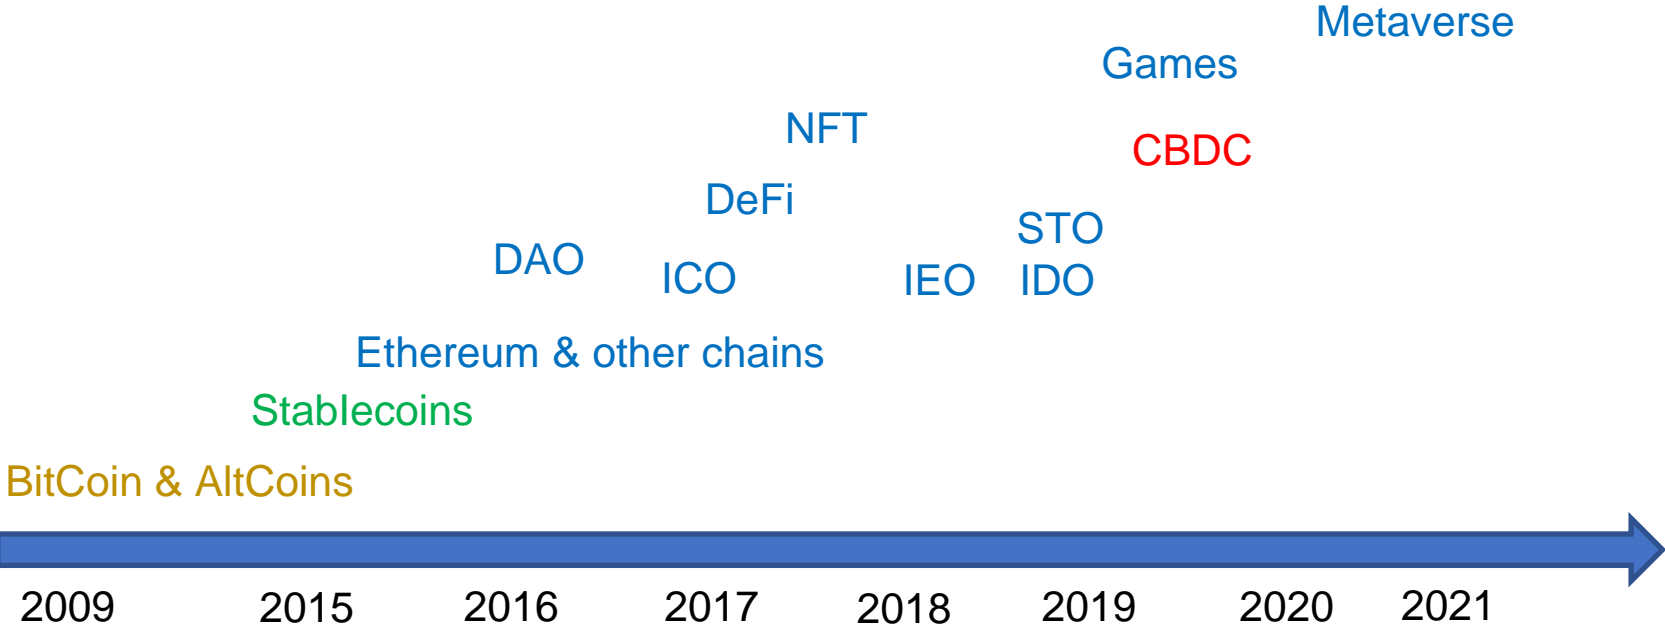 Metaverse
Games
NFT
CBDC
DeFi
STO
DAO
ICO
IEO
IDO
Ethereum & other chains
Stablecoins
BitCoin & AltCoins
2009
2015
2016
2017
2018
2019
2020
2021